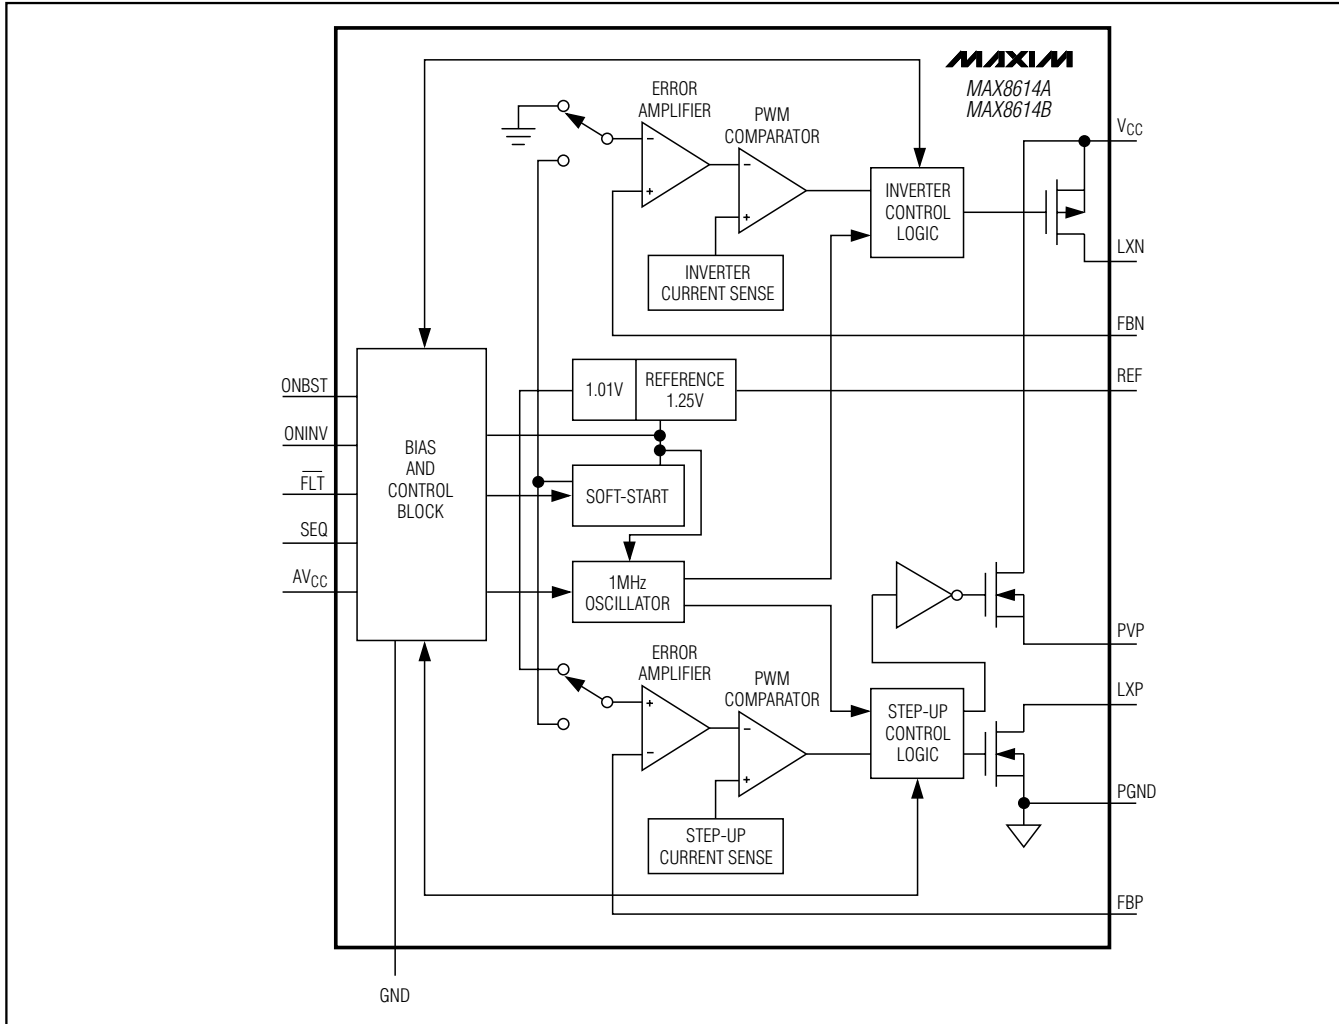 MAXIM
MAX8614A
MAX8614B
ERROR
AMPLIFIER
PWM
COMPARATOR
VCC
-
+
-
+
INVERTER
CONTROL
LOGIC
LXN
INVERTER
CURRENT SENSE
FBN
ONBST
1.01V
REFERENCE
1.25V
REF
ONINV
BIAS
AND
CONTROL
BLOCK
FLT
SOFT-START
SEQ
AVCC
1MHz
OSCILLATOR
PVP
ERROR
AMPLIFIER
PWM
COMPARATOR
LXP
+
-
-
+
STEP-UP
CONTROL
LOGIC
PGND
STEP-UP
CURRENT SENSE
FBP
GND